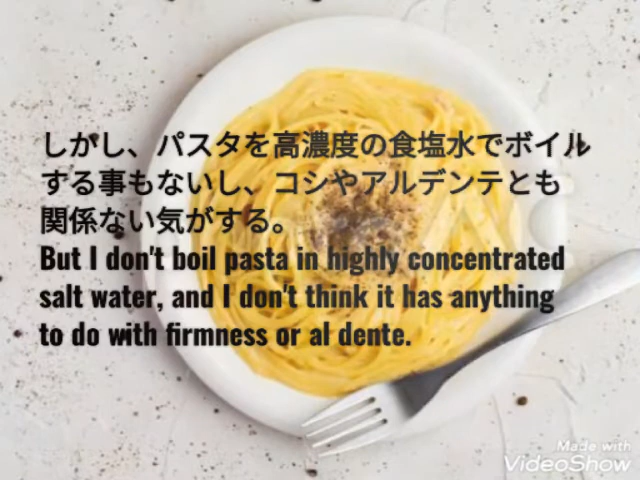 しかし、パスタを高濃度の食塩水でボイル
する事もないし、コシやアルデンテとも
関係ない気がする。
But I don't boil pasta in highly concentrated
salt water, and I don't think it has anything
to do with firmness or al dente.
Made with
VideoShow